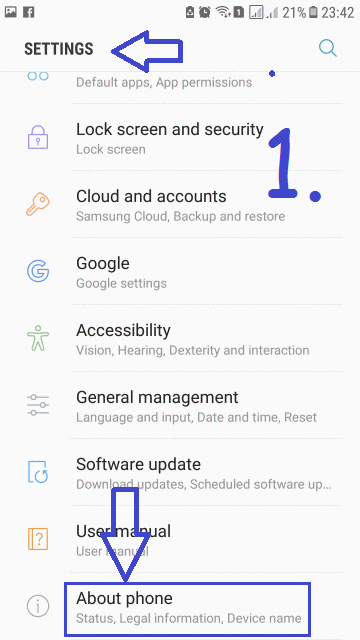 21% 23:42
SETTINGS
Default apps, App permissions
Lock screen and security
Lock screen
1.
Cloud and accounts
Samsung Cloud, Backup and restore
Google
Google settings
Accessibility
Vision, Hearing, Dexterity and interaction
General management
Language and input, Date and time, Reset
Software update
Download updates, Scheduled software up...
User manual
User manual
About phone
Status, Legal information, Device name